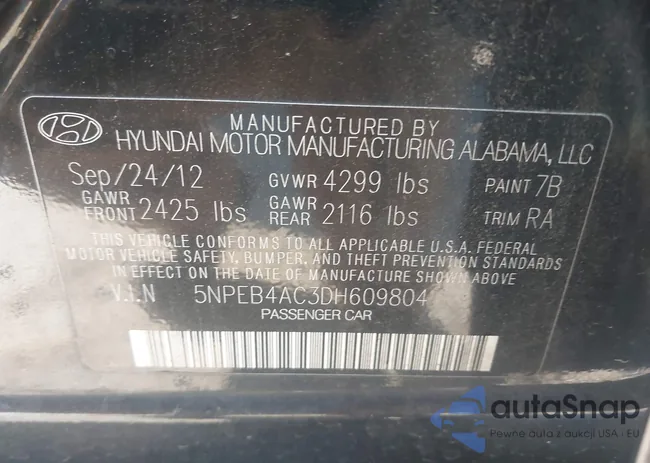 MANUFACTURED BY
HYUNDAI MOTOR MANUFACTURING ALABAMA, LLC
Sep/24/12 GVWR 4299 lbs PAINT 7B
GAWR FRONT 2425 lbs GAWR REAR 2116 lbs TRIM RA
THIS VEHICLE CONFORMS TO ALL APPLICABLE U.S.A. FEDERAL
MOTOR VEHICLE SAFETY, BUMPER, AND THEFT PREVENTION STANDARDS
IN EFFECT ON THE DATE OF MANUFACTURE SHOWN ABOVE
V.I.N 5NPEB4AC3DH609804
PASSENGER CAR
autaSnap
Pewne auta z aukcji USA i EU